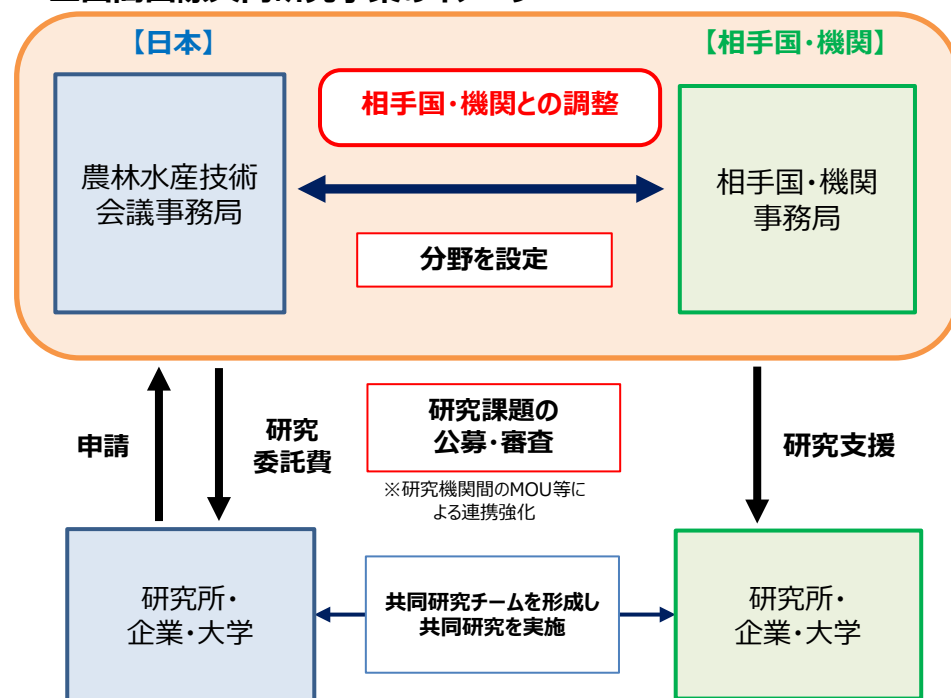 【日本】
【相手国・機関】
相手国・機関との調整
農林水産技術
会議事務局
相手国・機関
事務局
分野を設定
申請
研究
委託費
研究課題の
公募・審査
※研究機関間のMOU等に
よる連携強化
研究支援
研究所・
企業・大学
共同研究チームを形成し
共同研究を実施
研究所・
企業・大学